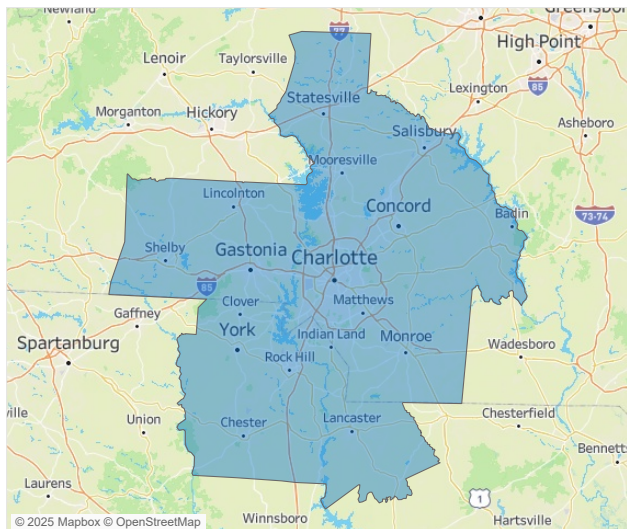 Newland
77
High Point
Lenoir
Taylorsville
85
Statesville
Lexington
Morganton
Hickory
Salisbury
Asheboro
Mooresville
Lincolnton
Concord
Badin
73-74
Shelby
Gastonia
Charlotte
85
Clover
Matthews
Gaffney
York
Indian Land
Monroe
Spartanburg
Wadesboro
Rock Hill
Union
Chester
Lancaster
Chesterfield
Laurens
1
Winnsboro
Hartsville
© 2025 Mapbox © OpenStreetMap